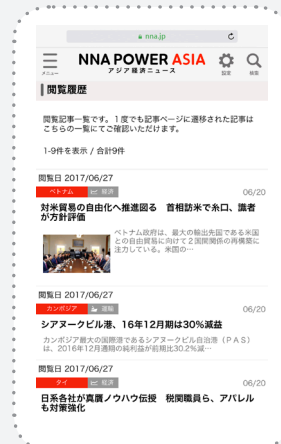 nna.jp
メニュー
NNA POWER ASIA
アジア経済ニュース
設定
検索
閲覧履歴
閲覧記事一覧です。1度でも記事ページに遷移された記事は
こちらの一覧にてご確認いただけます。
1-9件を表示 / 合計9件
閲覧日 2017/06/27
ベトナム 経済 06/20
対米貿易の自由化へ推進図る 首相訪米で糸口、識者
が方針評価
ベトナム政府は、最大の輸出先国である米国
との自由貿易に向けて２国間関係の再構築に
注力している。米国の…
閲覧日 2017/06/27
カンボジア 運輸 06/20
シアヌークビル港、16年12月期は30％減益
カンボジア最大の国際港であるシアヌークビル自治港（ＰＡＳ）
は、2016年12月通期の純利益が前期比30.2％減…
閲覧日 2017/06/27
タイ 経済 06/20
日系各社が真贋ノウハウ伝授 税関職員ら、アパレル
も対策強化